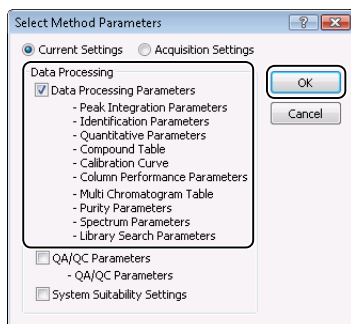 Select Method Parameters
Current Settings Acquisition Settings
Data Processing
Data Processing Parameters
- Peak Integration Parameters
- Identification Parameters
- Quantitative Parameters
- Compound Table
- Calibration Curve
- Column Performance Parameters
- Multi Chromatogram Table
- Purity Parameters
- Spectrum Parameters
- Library Search Parameters
QA/QC Parameters
- QA/QC Parameters
System Suitability Settings
OK
Cancel